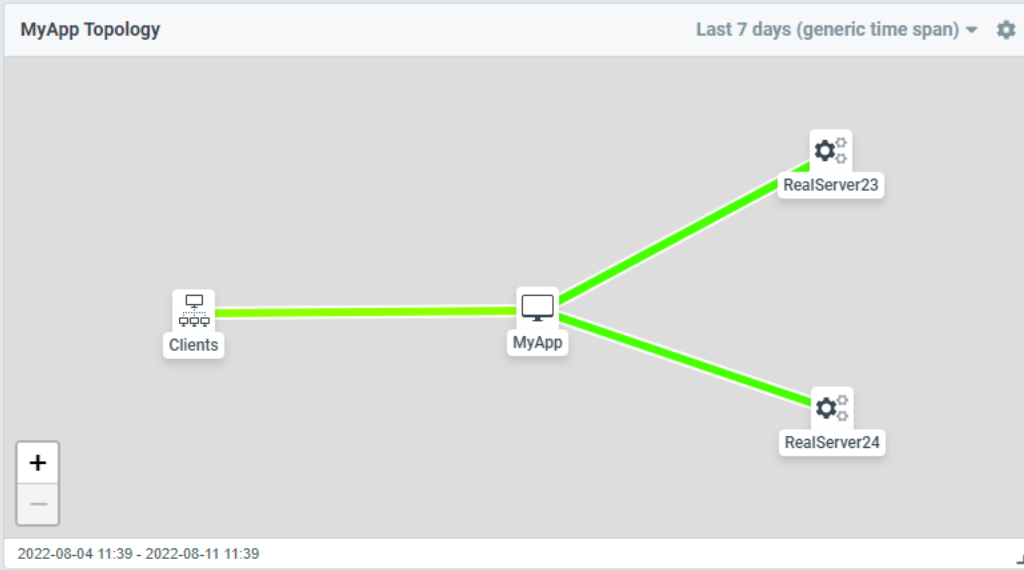 MyApp Topology
Last 7 days (generic time span)
RealServer23
Clients
MyApp
RealServer24
+
−
2022-08-04 11:39 - 2022-08-11 11:39